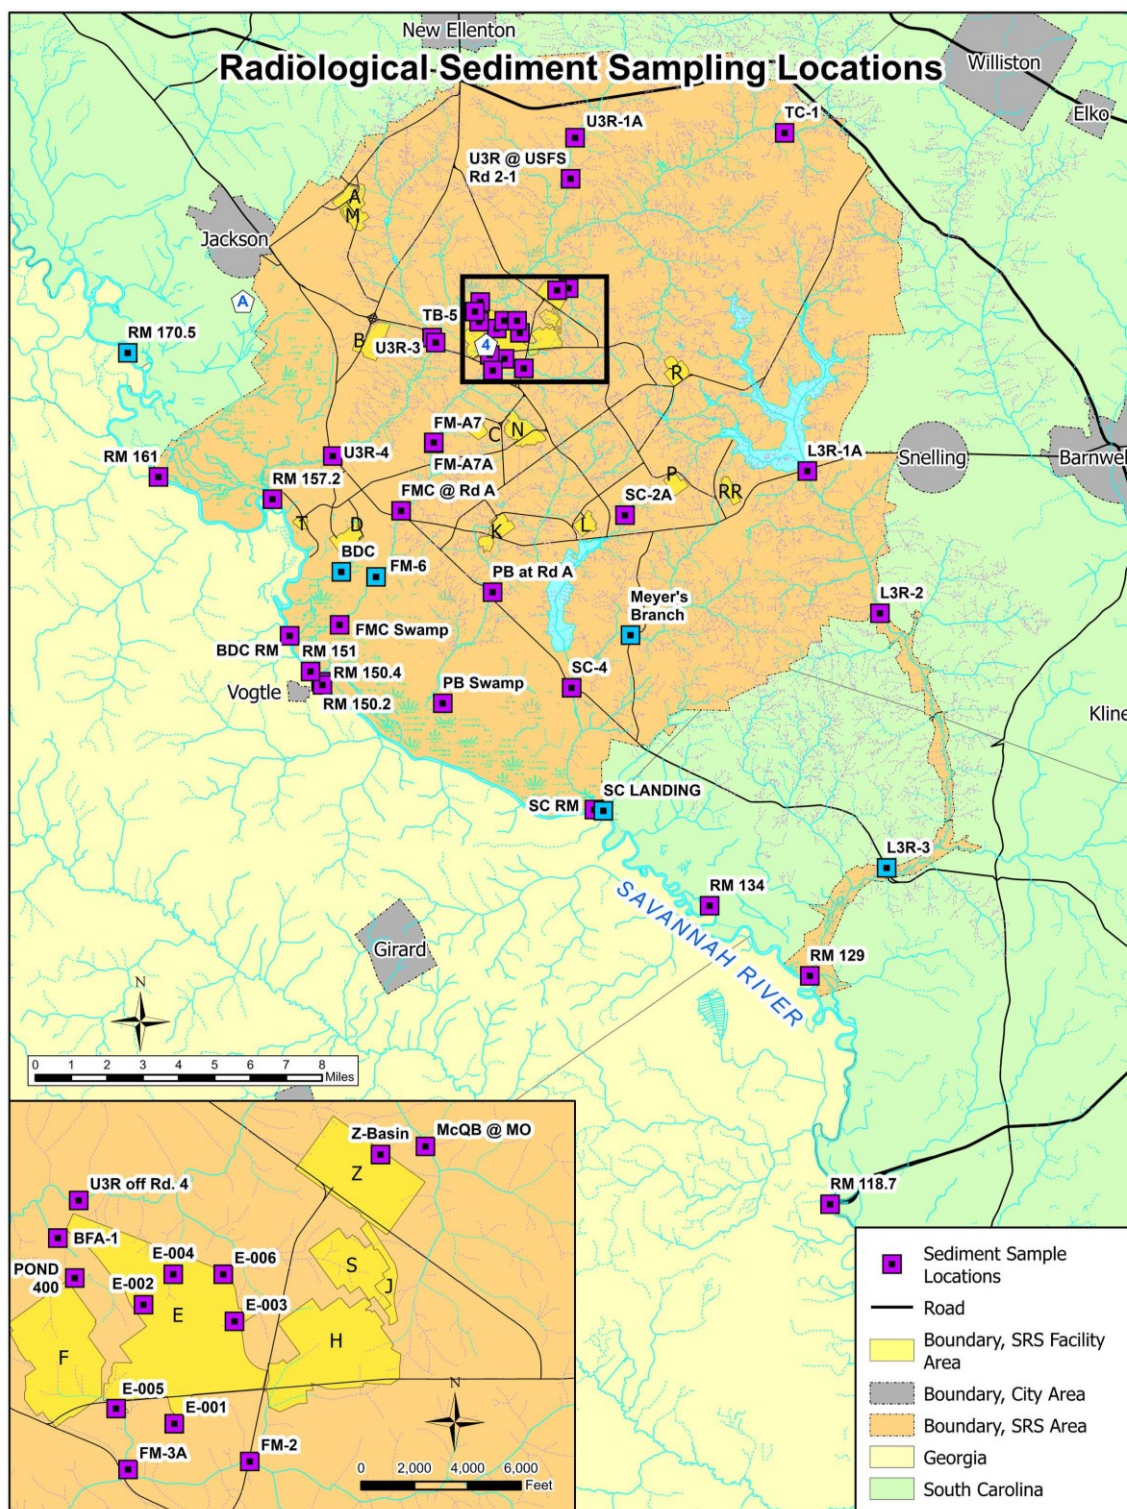 New Ellenton
Radiological Sediment Sampling Locations
Williston
Elko
TC-1
U3R-1A
U3R @ USFS
Rd 2-1
A
M
Jackson
A
RM 170.5
TB-5
U3R-3
B
4
R
FM-A7
C
N
FM-A7A
U3R-4
RM 161
RM 157.2
L3R-1A
Snelling
Barnwel
P
RR
SC-2A
FMC @ Rd A
T
D
K
L
BDC
FM-6
PB at Rd A
Meyer's
Branch
L3R-2
FMC Swamp
BDC RM
RM 151
RM 150.4
RM 150.2
Vogtle
PB Swamp
SC-4
Kline
SC RM
SC LANDING
L3R-3
RM 134
SAVANNAH RIVER
RM 129
Girard
N
0 1 2 3 4 5 6 7 8
Miles
RM 118.7
Z-Basin
McQB @ MO
Z
U3R off Rd. 4
BFA-1
POND
400
E-004
E-006
E-002
E-003
E
S
J
F
H
E-005
E-001
FM-3A
FM-2
N
0 2,000 4,000 6,000
Feet
Sediment Sample
Locations
Road
Boundary, SRS Facility
Area
Boundary, City Area
Boundary, SRS Area
Georgia
South Carolina